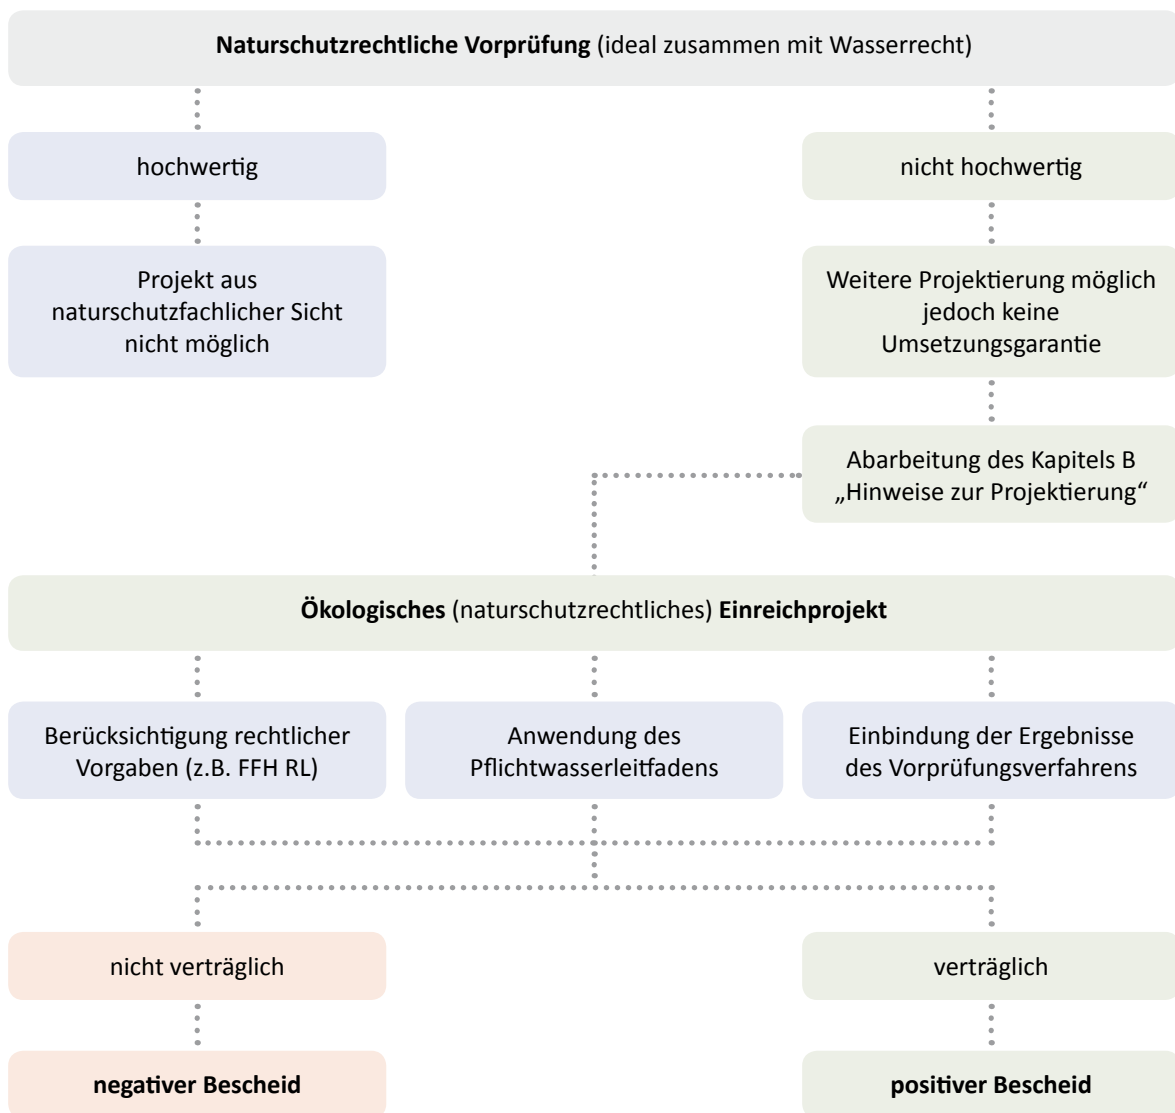 Naturschutzrechtliche Vorprüfung (ideal zusammen mit Wasserrecht)
hochwertig
nicht hochwertig
Projekt aus
naturschutzfachlicher Sicht
nicht möglich
Weitere Projektierung möglich
jedoch keine
Umsetzungsgarantie
Abarbeitung des Kapitels B
„Hinweise zur Projektierung“
Ökologisches (naturschutzrechtliches) Einreichprojekt
Berücksichtigung rechtlicher
Vorgaben (z.B. FFH RL)
Anwendung des
Pflichtwasserleitfadens
Einbindung der Ergebnisse
des Vorprüfungsverfahrens
nicht verträglich
verträglich
negativer Bescheid
positiver Bescheid